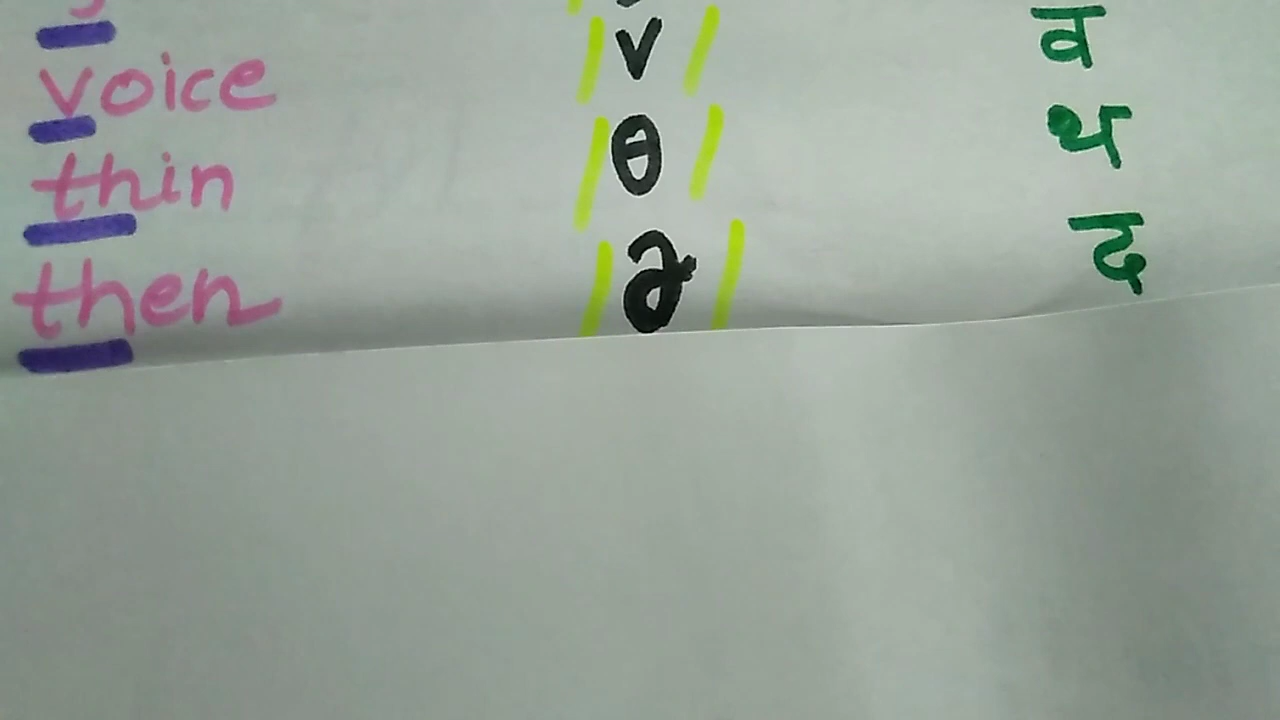 voice / v / व
thin / θ / थ
then / ð / द